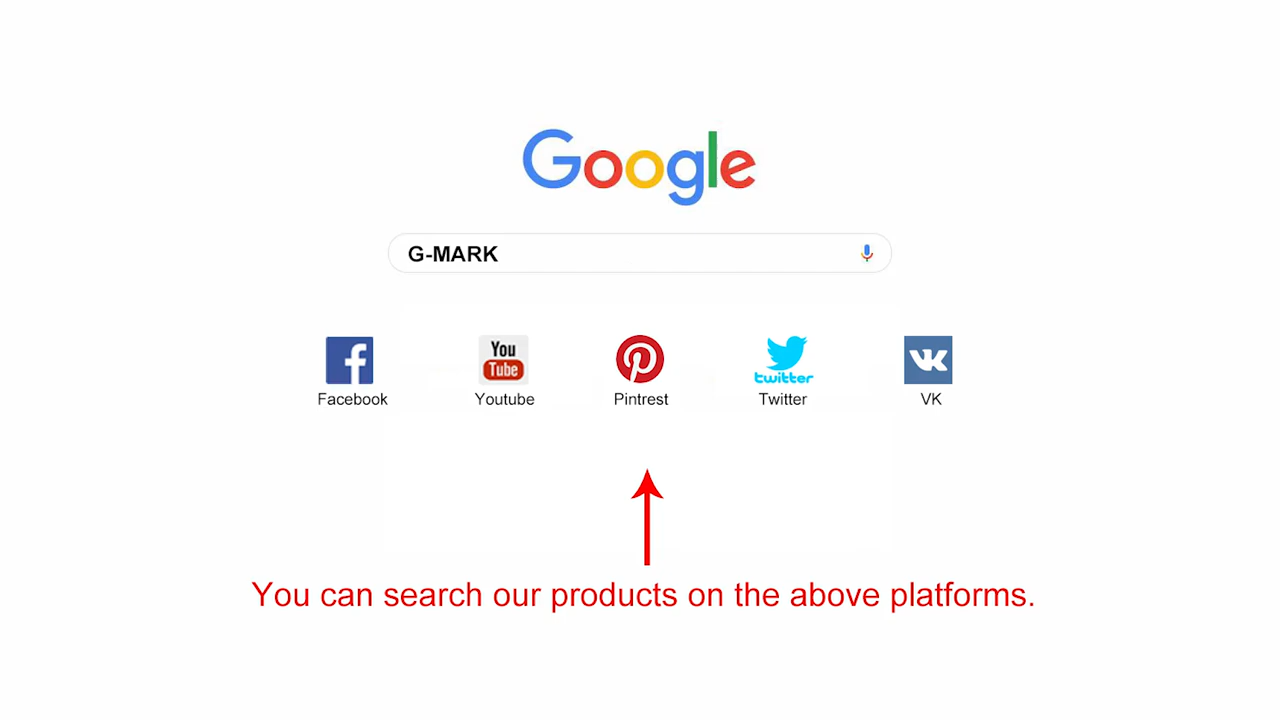 Google
G-MARK
f You Tube P twitter VK
Facebook Youtube Pintrest Twitter VK
You can search our products on the above platforms.